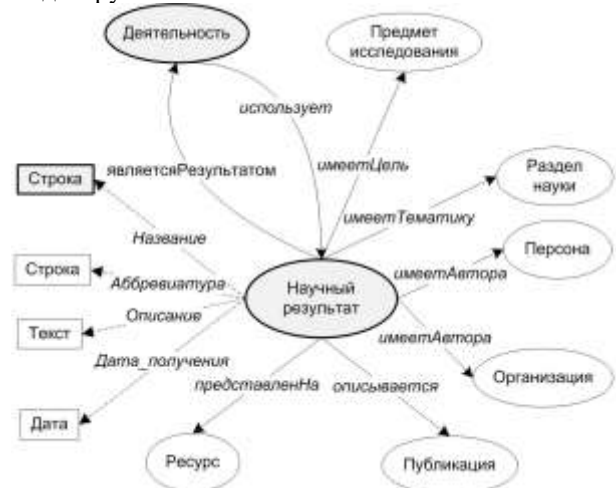 Деятельность
Предмет
исследования
использует
имеетЦель
являетсяРезультатом
Строка
Раздел
науки
имеетТематику
Название
Персона
Строка
Аббревиатура
Научный
результат
имеетАвтора
Описание
Текст
имеетАвтора
Дата_получения
Организация
представленНа
описывается
Дата
Ресурс
Публикация